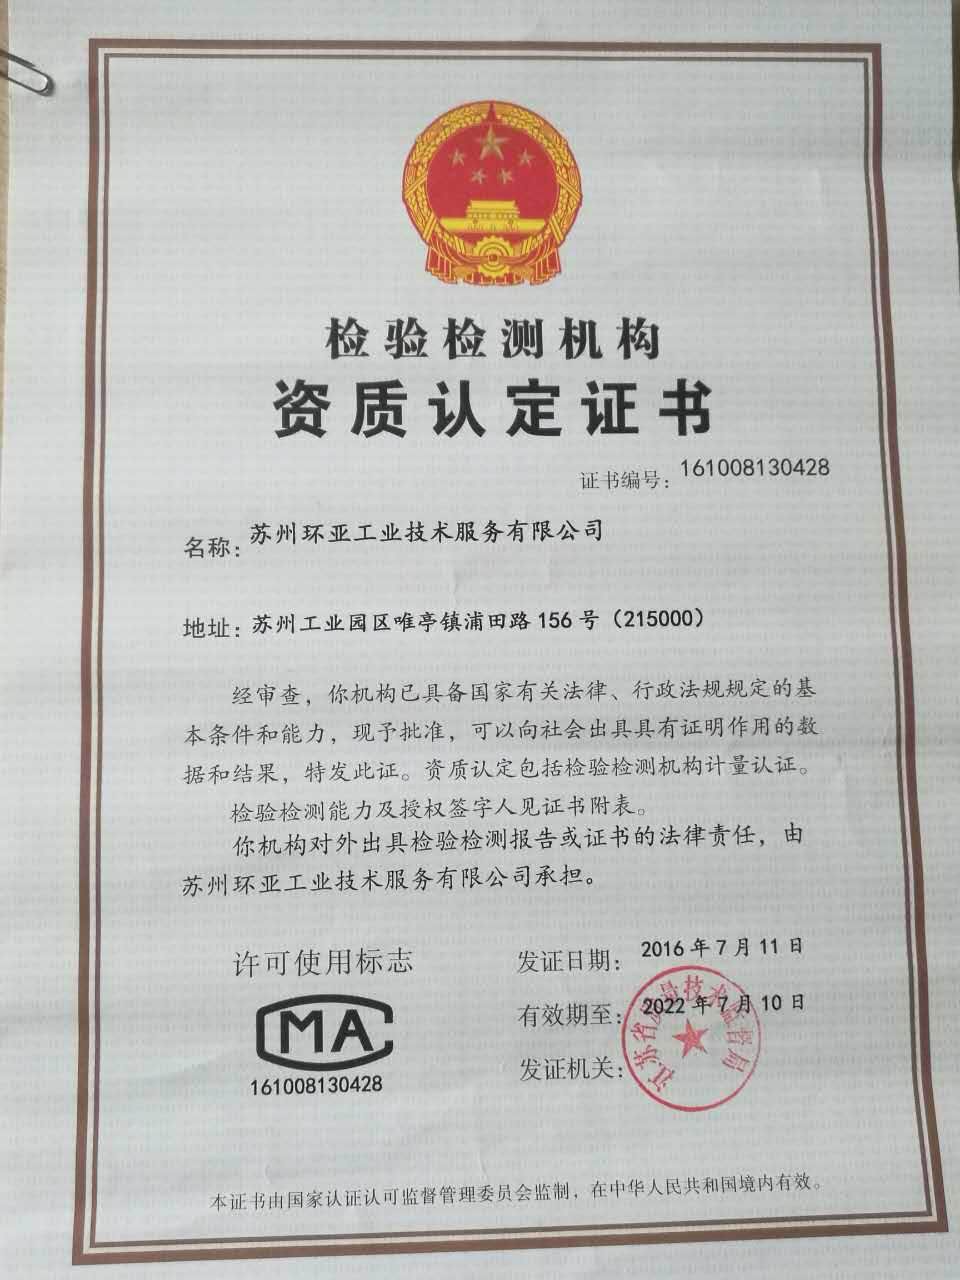 检验检测机构
资质认定证书
证书编号：161008130428
名称：苏州环亚工业技术服务有限公司
地址：苏州工业园区唯亭镇浦田路156号（215000）
经审查，你机构已具备国家有关法律、行政法规规定的基
本条件和能力，现予批准，可以向社会出具具有证明作用的数
据和结果，特发此证。资质认定包括检验检测机构计量认证。
检验检测能力及授权签字人见证书附表。
你机构对外出具检验检测报告或证书的法律责任，由
苏州环亚工业技术服务有限公司承担。
许可使用标志
MA
161008130428
发证日期：2016年7月11日
有效期至：2022年7月10日
发证机关：
江苏省质量技术监督局
本证书由国家认证认可监督管理委员会监制，在中华人民共和国境内有效。